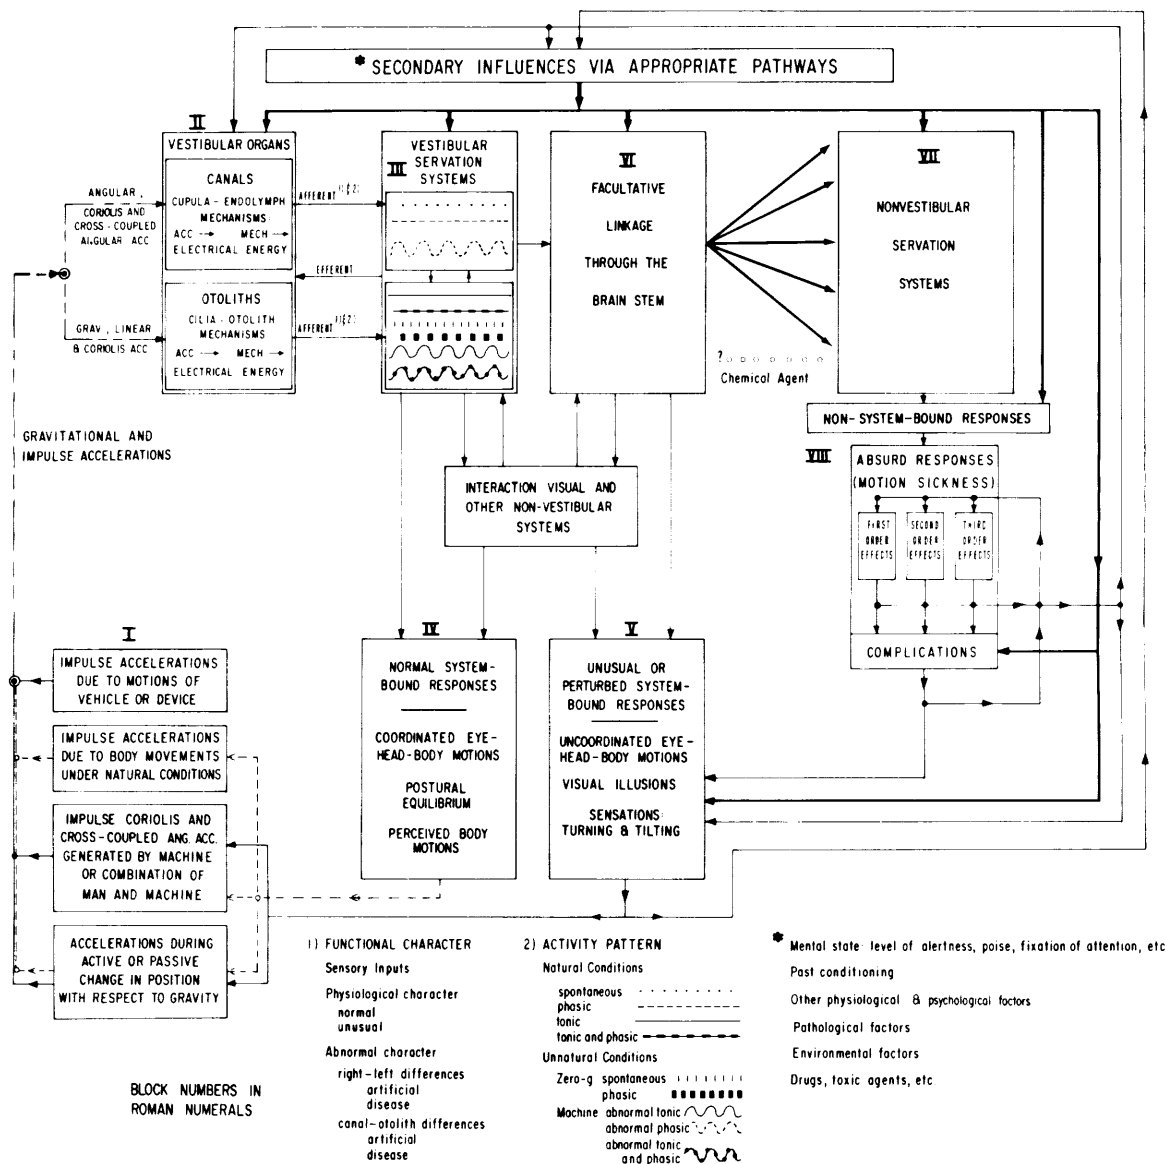 * SECONDARY INFLUENCES VIA APPROPRIATE PATHWAYS
II
VESTIBULAR ORGANS
CANALS
CUPULA - ENDOLYMPH
MECHANISMS:
ACC → MECH →
ELECTRICAL ENERGY
OTOLITHS
CILIA - OTOLITH
MECHANISMS
ACC → MECH →
ELECTRICAL ENERGY
ANGULAR,
CORIOLIS AND
CROSS-COUPLED
ANGULAR ACC
GRAV, LINEAR
& CORIOLIS ACC
AFFERENT 1)(2)
EFFERENT
AFFERENT 1)(2)
VESTIBULAR
SERVATION
III SYSTEMS
VI
FACULTATIVE
LINKAGE
THROUGH THE
BRAIN STEM
VII
NONVESTIBULAR
SERVATION
SYSTEMS
?
Chemical Agent
NON-SYSTEM-BOUND RESPONSES
VIII
ABSURD RESPONSES
(MOTION SICKNESS)
FIRST
ORDER
EFFECTS
SECOND
ORDER
EFFECTS
THIRD
ORDER
EFFECTS
COMPLICATIONS
GRAVITATIONAL AND
IMPULSE ACCELERATIONS
INTERACTION VISUAL AND
OTHER NON-VESTIBULAR
SYSTEMS
I
IMPULSE ACCELERATIONS
DUE TO MOTIONS OF
VEHICLE OR DEVICE
IMPULSE ACCELERATIONS
DUE TO BODY MOVEMENTS
UNDER NATURAL CONDITIONS
IMPULSE CORIOLIS AND
CROSS-COUPLED ANG. ACC.
GENERATED BY MACHINE
OR COMBINATION OF
MAN AND MACHINE
ACCELERATIONS DURING
ACTIVE OR PASSIVE
CHANGE IN POSITION
WITH RESPECT TO GRAVITY
IV
NORMAL SYSTEM-
BOUND RESPONSES
COORDINATED EYE-
HEAD-BODY MOTIONS
POSTURAL
EQUILIBRIUM
PERCEIVED BODY
MOTIONS
V
UNUSUAL OR
PERTURBED SYSTEM-
BOUND RESPONSES
UNCOORDINATED EYE-
HEAD-BODY MOTIONS
VISUAL ILLUSIONS
SENSATIONS:
TURNING & TILTING
BLOCK NUMBERS IN
ROMAN NUMERALS
1) FUNCTIONAL CHARACTER
Sensory Inputs
Physiological character
normal
unusual
Abnormal character
right-left differences
artificial
disease
canal-otolith differences
artificial
disease
2) ACTIVITY PATTERN
Natural Conditions
spontaneous
phasic
tonic
tonic and phasic
Unnatural Conditions
Zero-g spontaneous
phasic
Machine abnormal tonic
abnormal phasic
abnormal tonic
and phasic
* Mental state: level of alertness, poise, fixation of attention, etc
Past conditioning
Other physiological & psychological factors
Pathological factors
Environmental factors
Drugs, toxic agents, etc